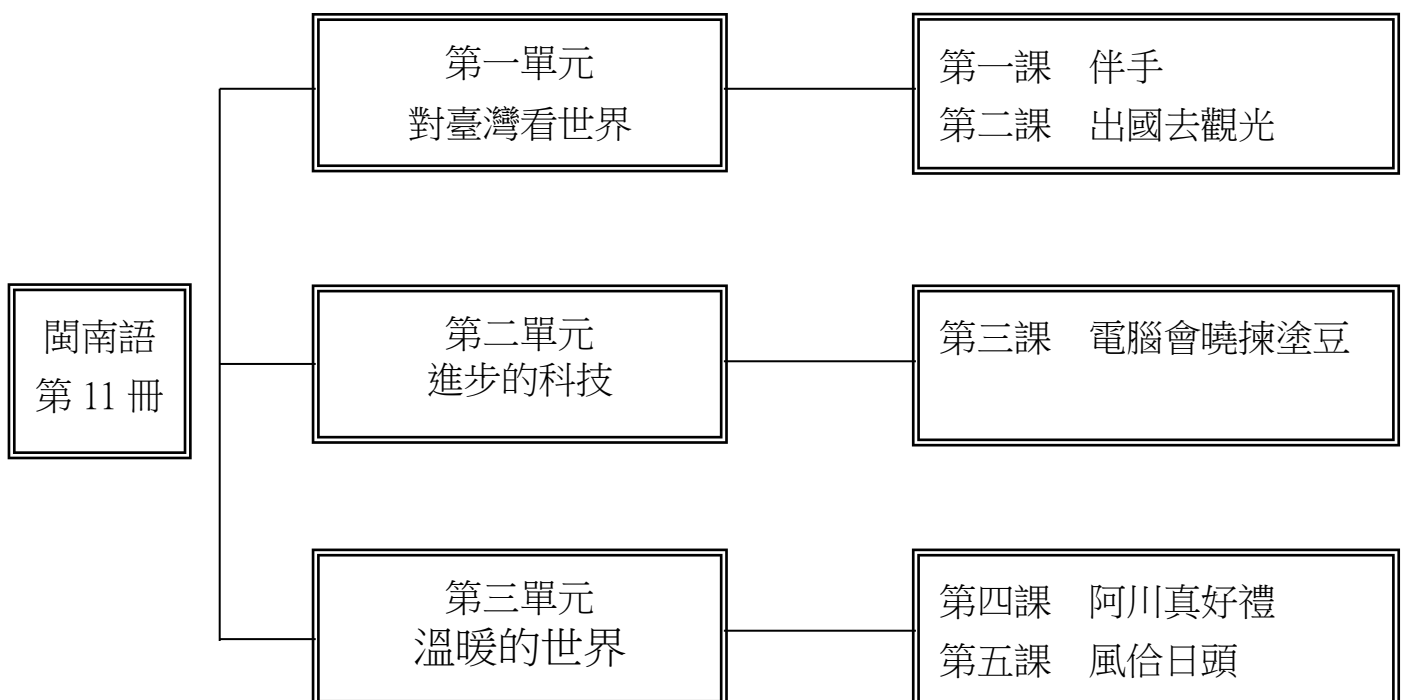 閩南語
第 11 冊
第一單元
對臺灣看世界
第一課　伴手
第二課　出國去觀光
第二單元
進步的科技
第三課　電腦會曉揀塗豆
第三單元
溫暖的世界
第四課　阿川真好禮
第五課　風佮日頭